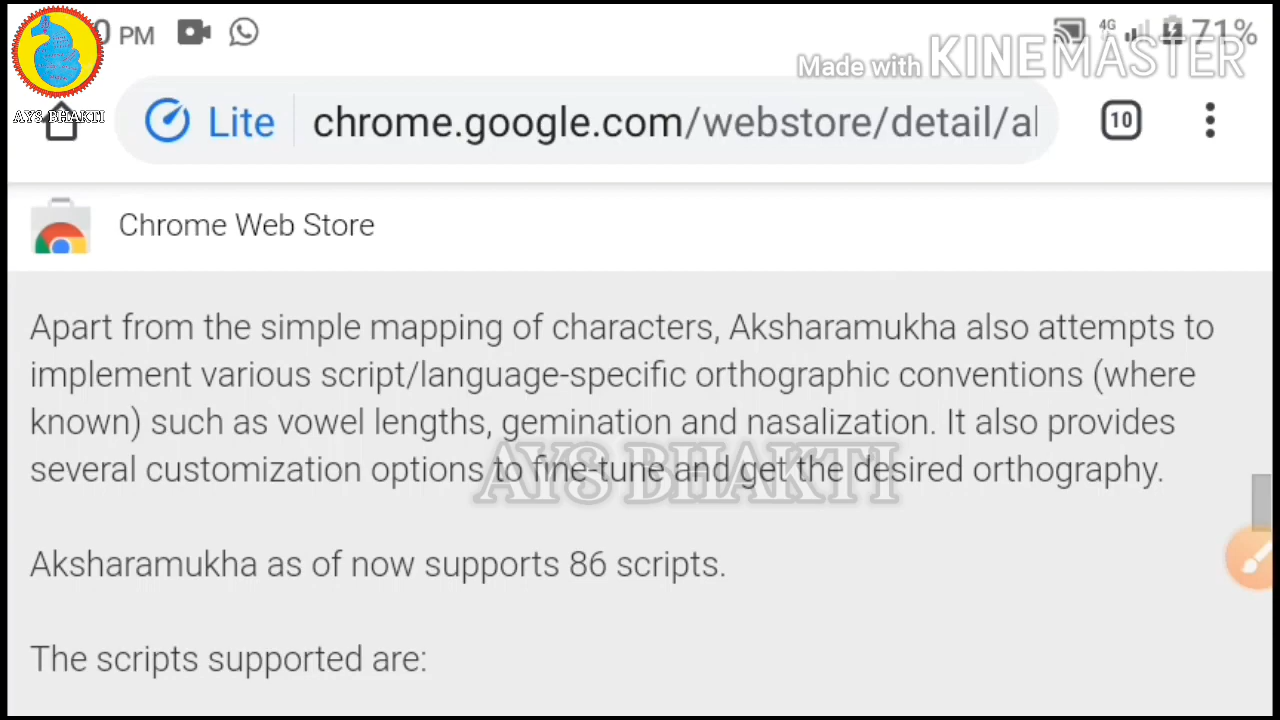 0 PM
4G
71%
Made with KINEMASTER
AYS BHAKTI
Lite
chrome.google.com/webstore/detail/al
10
Chrome Web Store
Apart from the simple mapping of characters, Aksharamukha also attempts to
implement various script/language-specific orthographic conventions (where
known) such as vowel lengths, gemination and nasalization. It also provides
several customization options to fine-tune and get the desired orthography.
AYS BHAKTI
Aksharamukha as of now supports 86 scripts.
The scripts supported are: